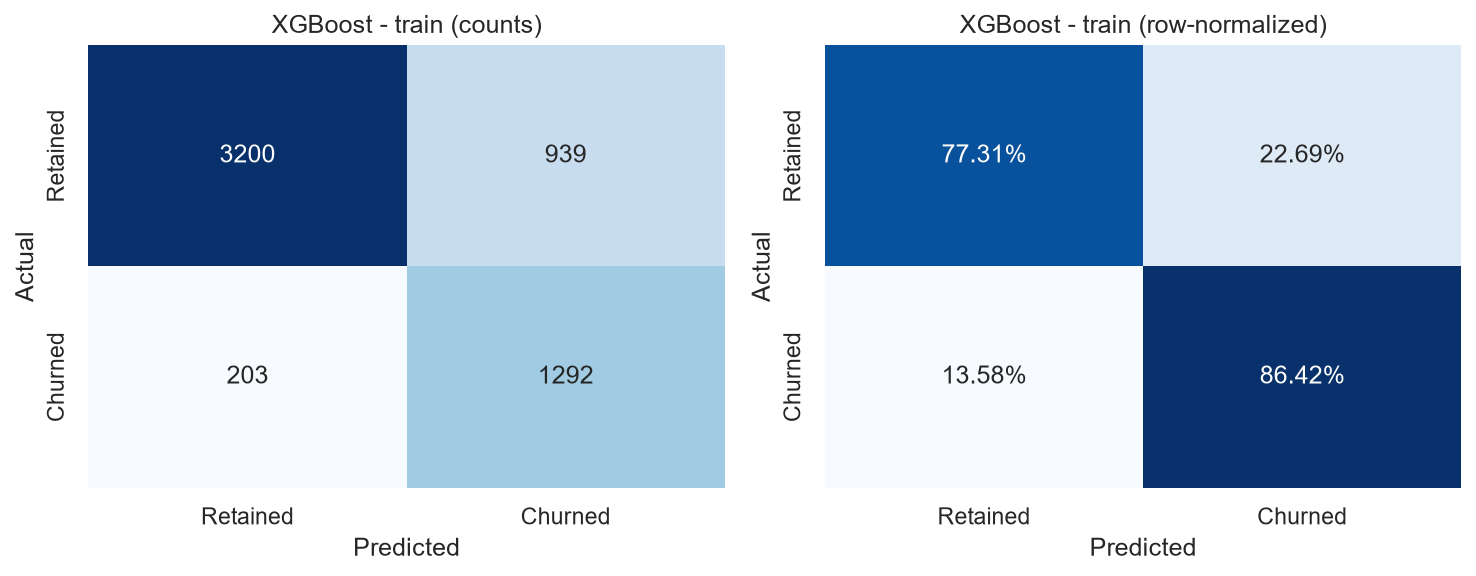 XGBoost - train (counts)
Actual
Retained
Churned
3200
939
203
1292
Retained
Churned
Predicted
XGBoost - train (row-normalized)
Actual
Retained
Churned
77.31%
22.69%
13.58%
86.42%
Retained
Churned
Predicted